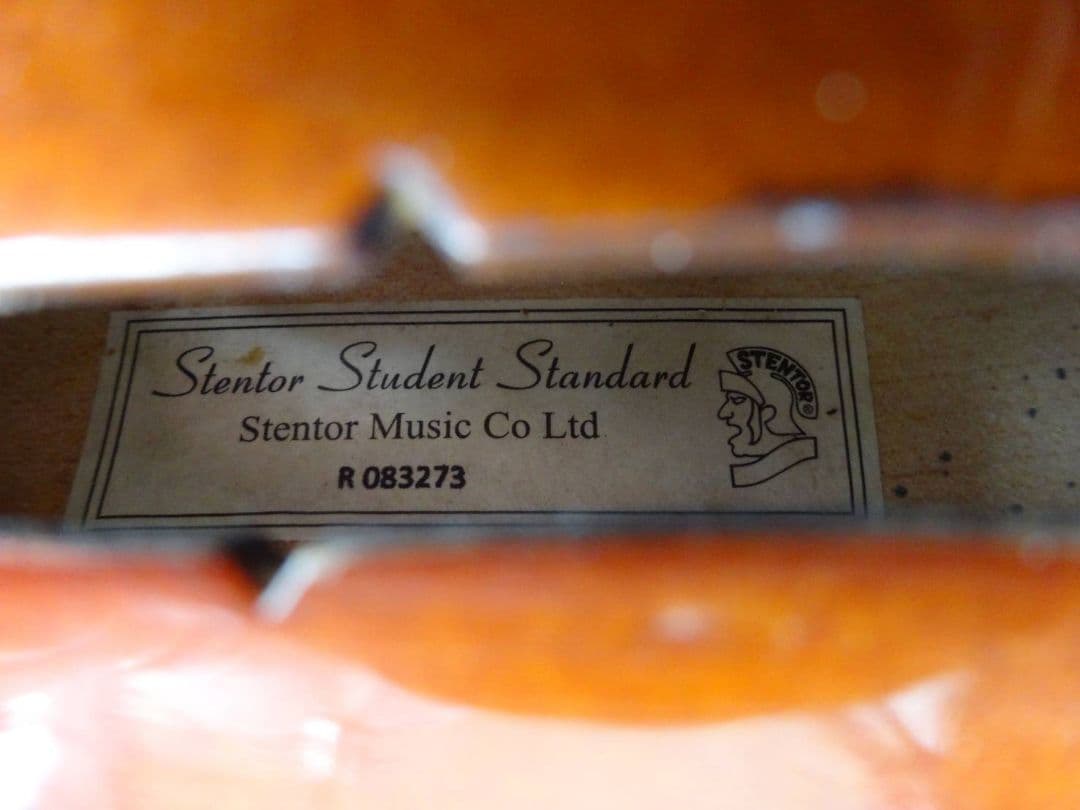 Stentor Student Standard
Stentor Music Co Ltd
R 083273
STENTOR®